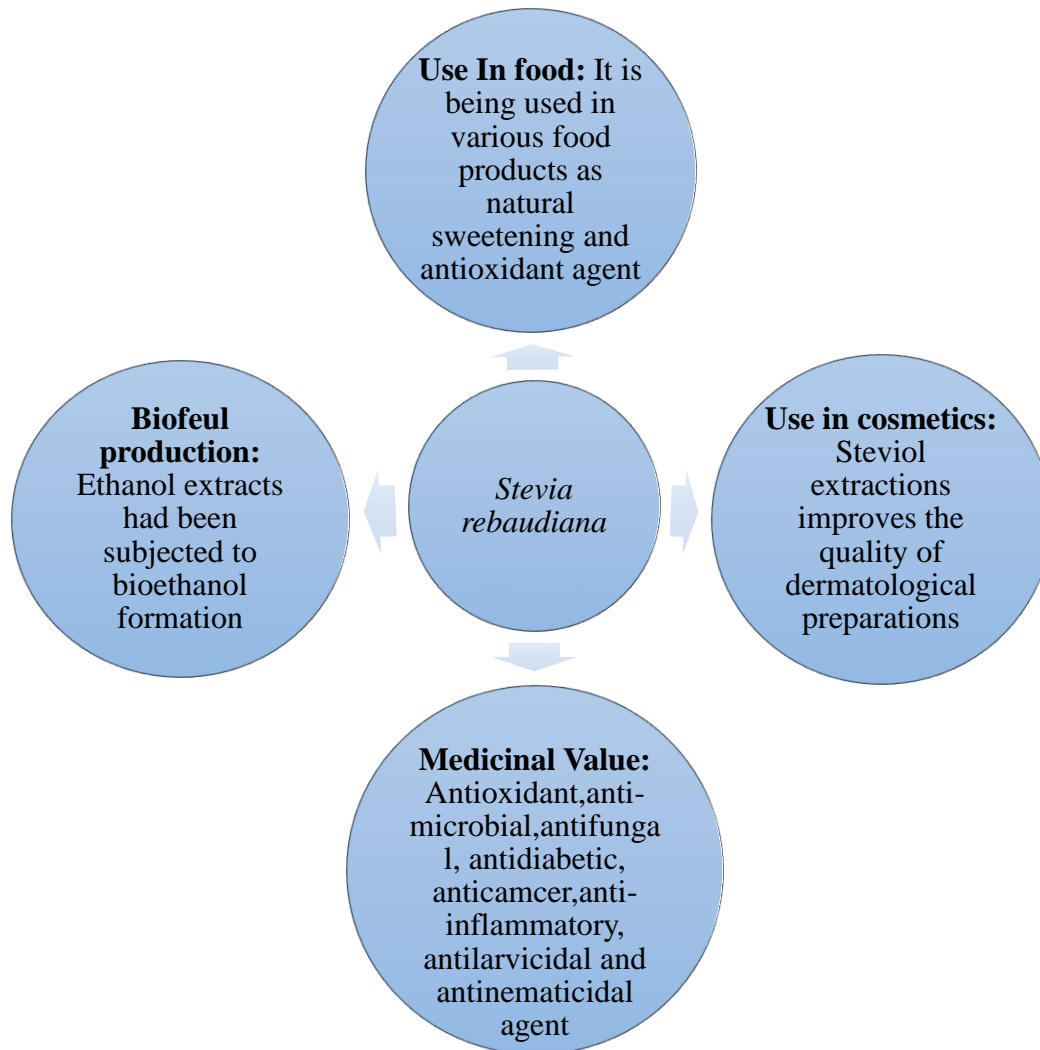 Use In food: It is
being used in
various food
products as
natural
sweetening and
antioxidant agent
Biofeul
production:
Ethanol extracts
had been
subjected to
bioethanol
formation
Stevia
rebaudiana
Use in cosmetics:
Steviol
extractions
improves the
quality of
dermatological
preparations
Medicinal Value:
Antioxidant,anti-
microbial,antifunga
l, antidiabetic,
anticamcer,anti-
inflammatory,
antilarvicidal and
antinematicidal
agent